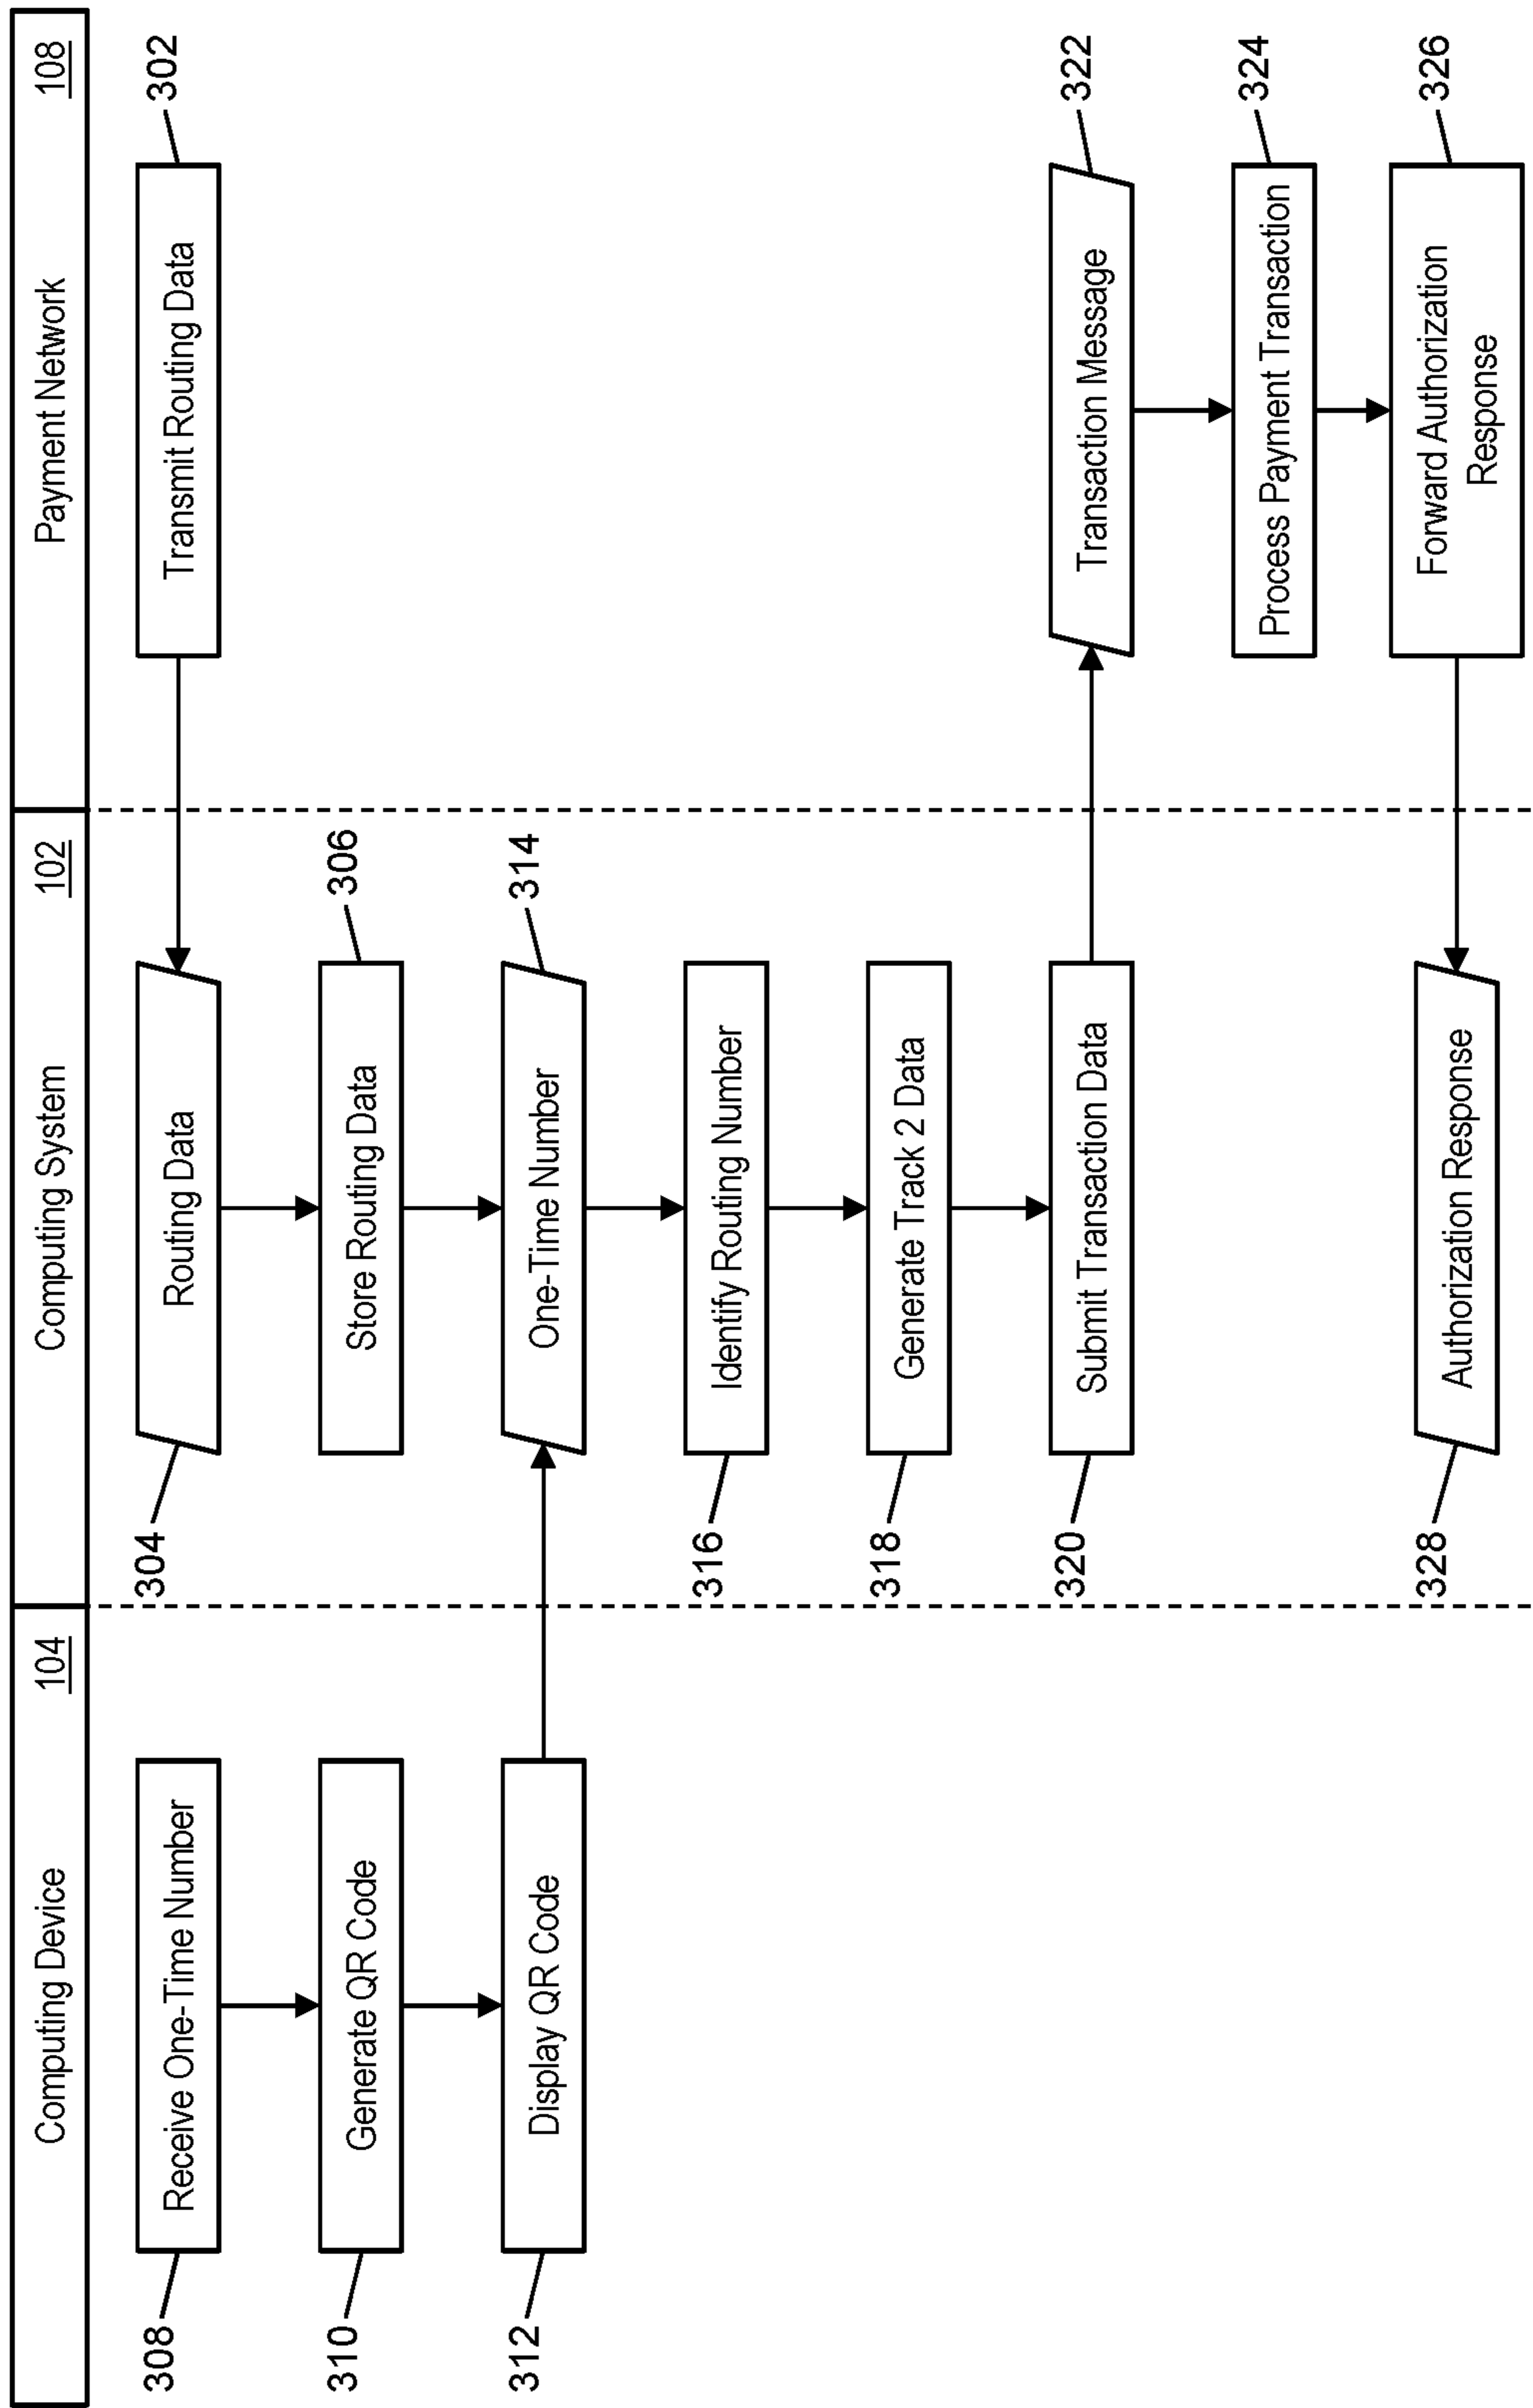 Computing Device 104
Computing System 102
Payment Network 108
308
Receive One-Time Number
304
Routing Data
Transmit Routing Data
302
310
Generate QR Code
Store Routing Data
306
312
Display QR Code
One-Time Number
314
316
Identify Routing Number
318
Generate Track 2 Data
320
Submit Transaction Data
Transaction Message
322
Process Payment Transaction
324
328
Authorization Response
Forward Authorization
Response
326